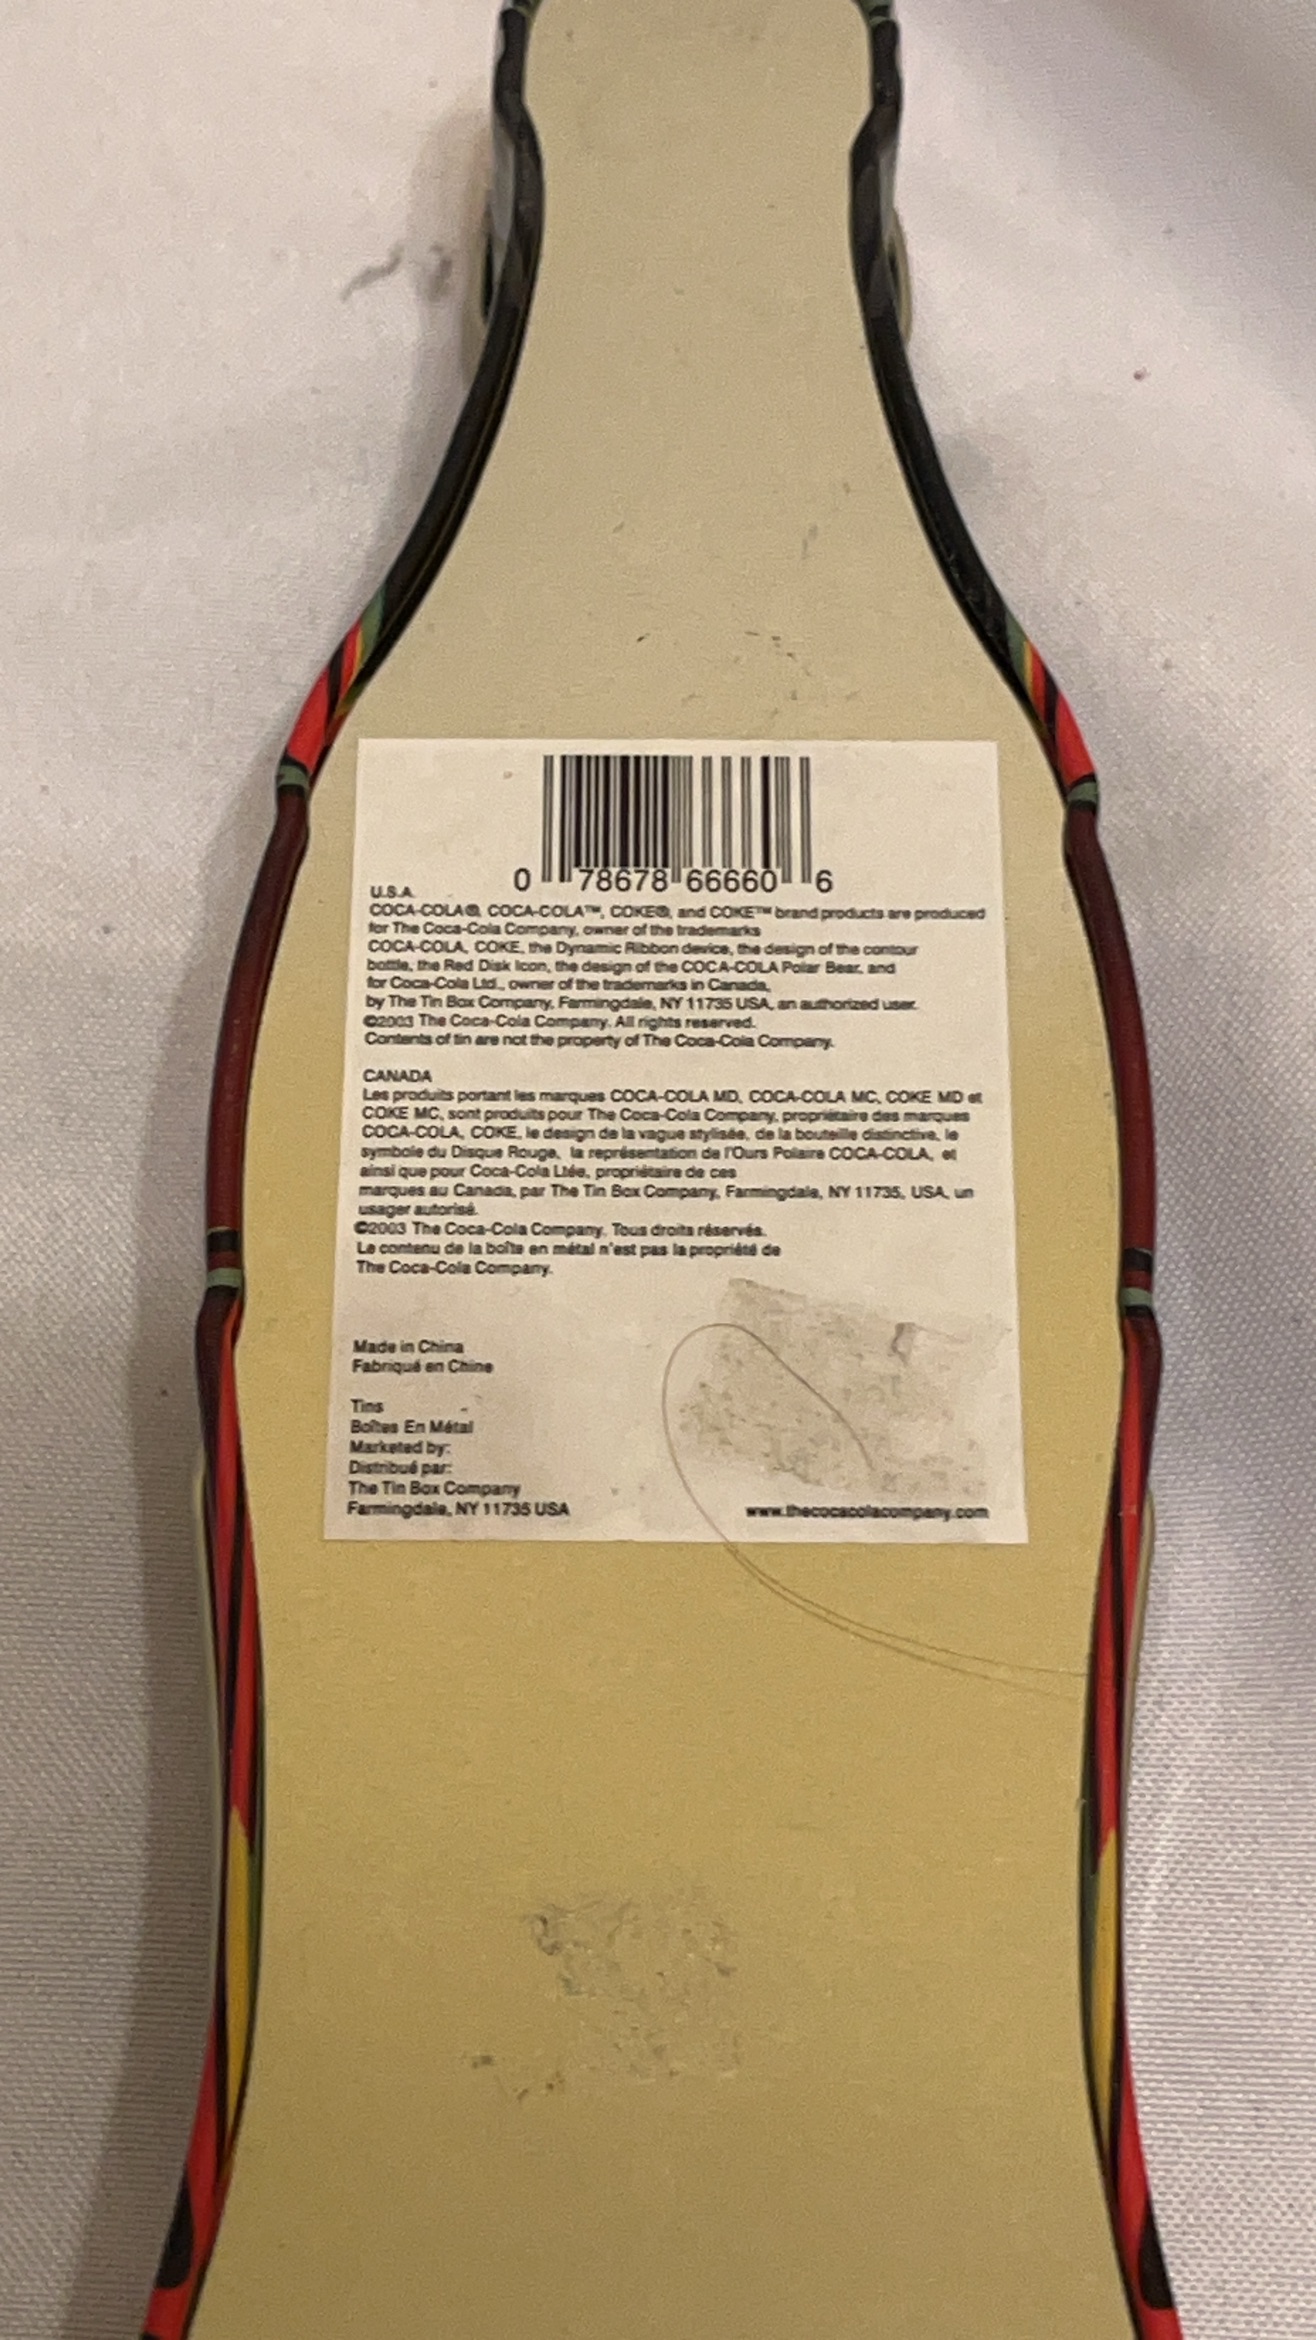 0 78678 66660 6
U.S.A.
COCA-COLA®, COCA-COLA™, COKE®, and COKE™ brand products are produced
for The Coca-Cola Company, owner of the trademarks
COCA-COLA, COKE, the Dynamic Ribbon device, the design of the contour
bottle, the Red Disk Icon, the design of the COCA-COLA Polar Bear, and
for Coca-Cola Ltd., owner of the trademarks in Canada,
by The Tin Box Company, Farmingdale, NY 11735 USA, an authorized user.
©2003 The Coca-Cola Company. All rights reserved.
Contents of tin are not the property of The Coca-Cola Company.
CANADA
Les produits portant les marques COCA-COLA MD, COCA-COLA MC, COKE MD et
COKE MC, sont produits pour The Coca-Cola Company, propriétaire des marques
COCA-COLA, COKE, le design de la vague stylisée, de la bouteille distinctive, le
symbole du Disque Rouge, la représentation de l'Ours Polaire COCA-COLA, et
ainsi que pour Coca-Cola Ltée, propriétaire de ces
marques au Canada, par The Tin Box Company, Farmingdale, NY 11735, USA, un
usager autorisé.
©2003 The Coca-Cola Company. Tous droits réservés.
Le contenu de la boîte en métal n'est pas la propriété de
The Coca-Cola Company.
Made in China
Fabriqué en Chine
Tins
Boîtes En Métal
Marketed by:
Distribué par:
The Tin Box Company
Farmingdale, NY 11735 USA
www.thecocacolacompany.com